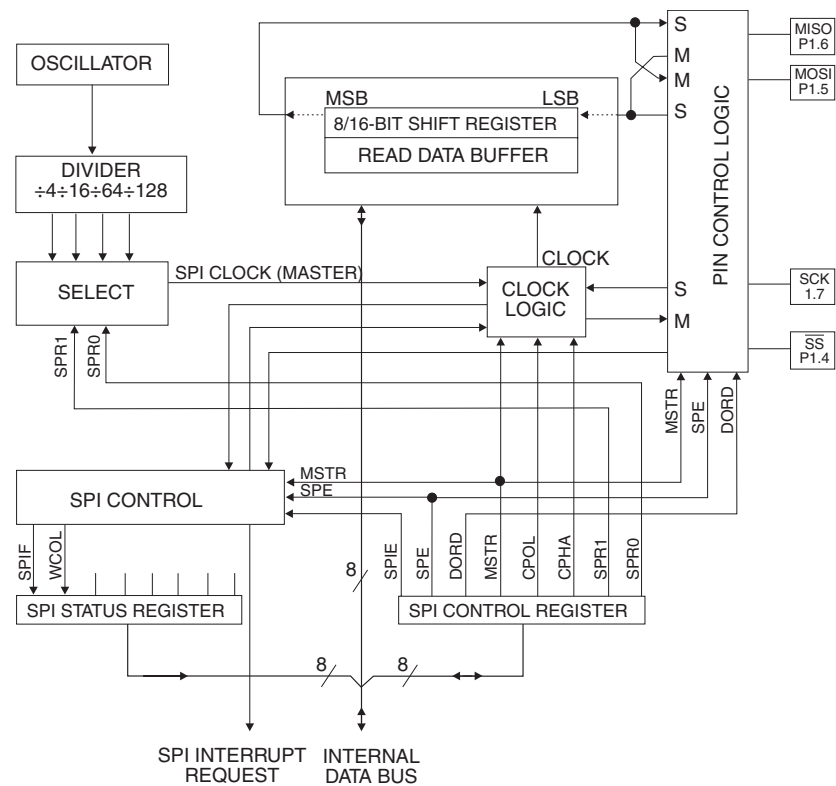 OSCILLATOR
DIVIDER
÷4÷16÷64÷128
SELECT
SPI CLOCK (MASTER)
SPR1
SPR0
MSB
LSB
8/16-BIT SHIFT REGISTER
READ DATA BUFFER
CLOCK
CLOCK
LOGIC
S
M
M
S
S
M
PIN CONTROL LOGIC
MISO
P1.6
MOSI
P1.5
SCK
1.7
SS
P1.4
MSTR
SPE
DORD
SPI CONTROL
MSTR
SPE
SPIF
WCOL
SPI STATUS REGISTER
SPIE
SPE
DORD
MSTR
CPOL
CPHA
SPR1
SPR0
SPI CONTROL REGISTER
8
8
8
SPI INTERRUPT
REQUEST
INTERNAL
DATA BUS